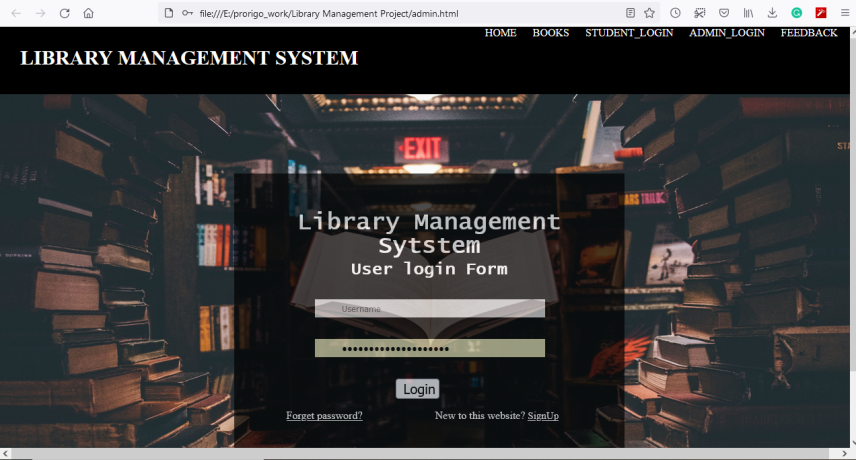 file:///E:/prorigo_work/Library Management Project/admin.html
HOME BOOKS STUDENT_LOGIN ADMIN_LOGIN FEEDBACK
LIBRARY MANAGEMENT SYSTEM
EXIT
Library Management
Sytstem
User login Form
Username
Login
Forget password? New to this website? SignUp